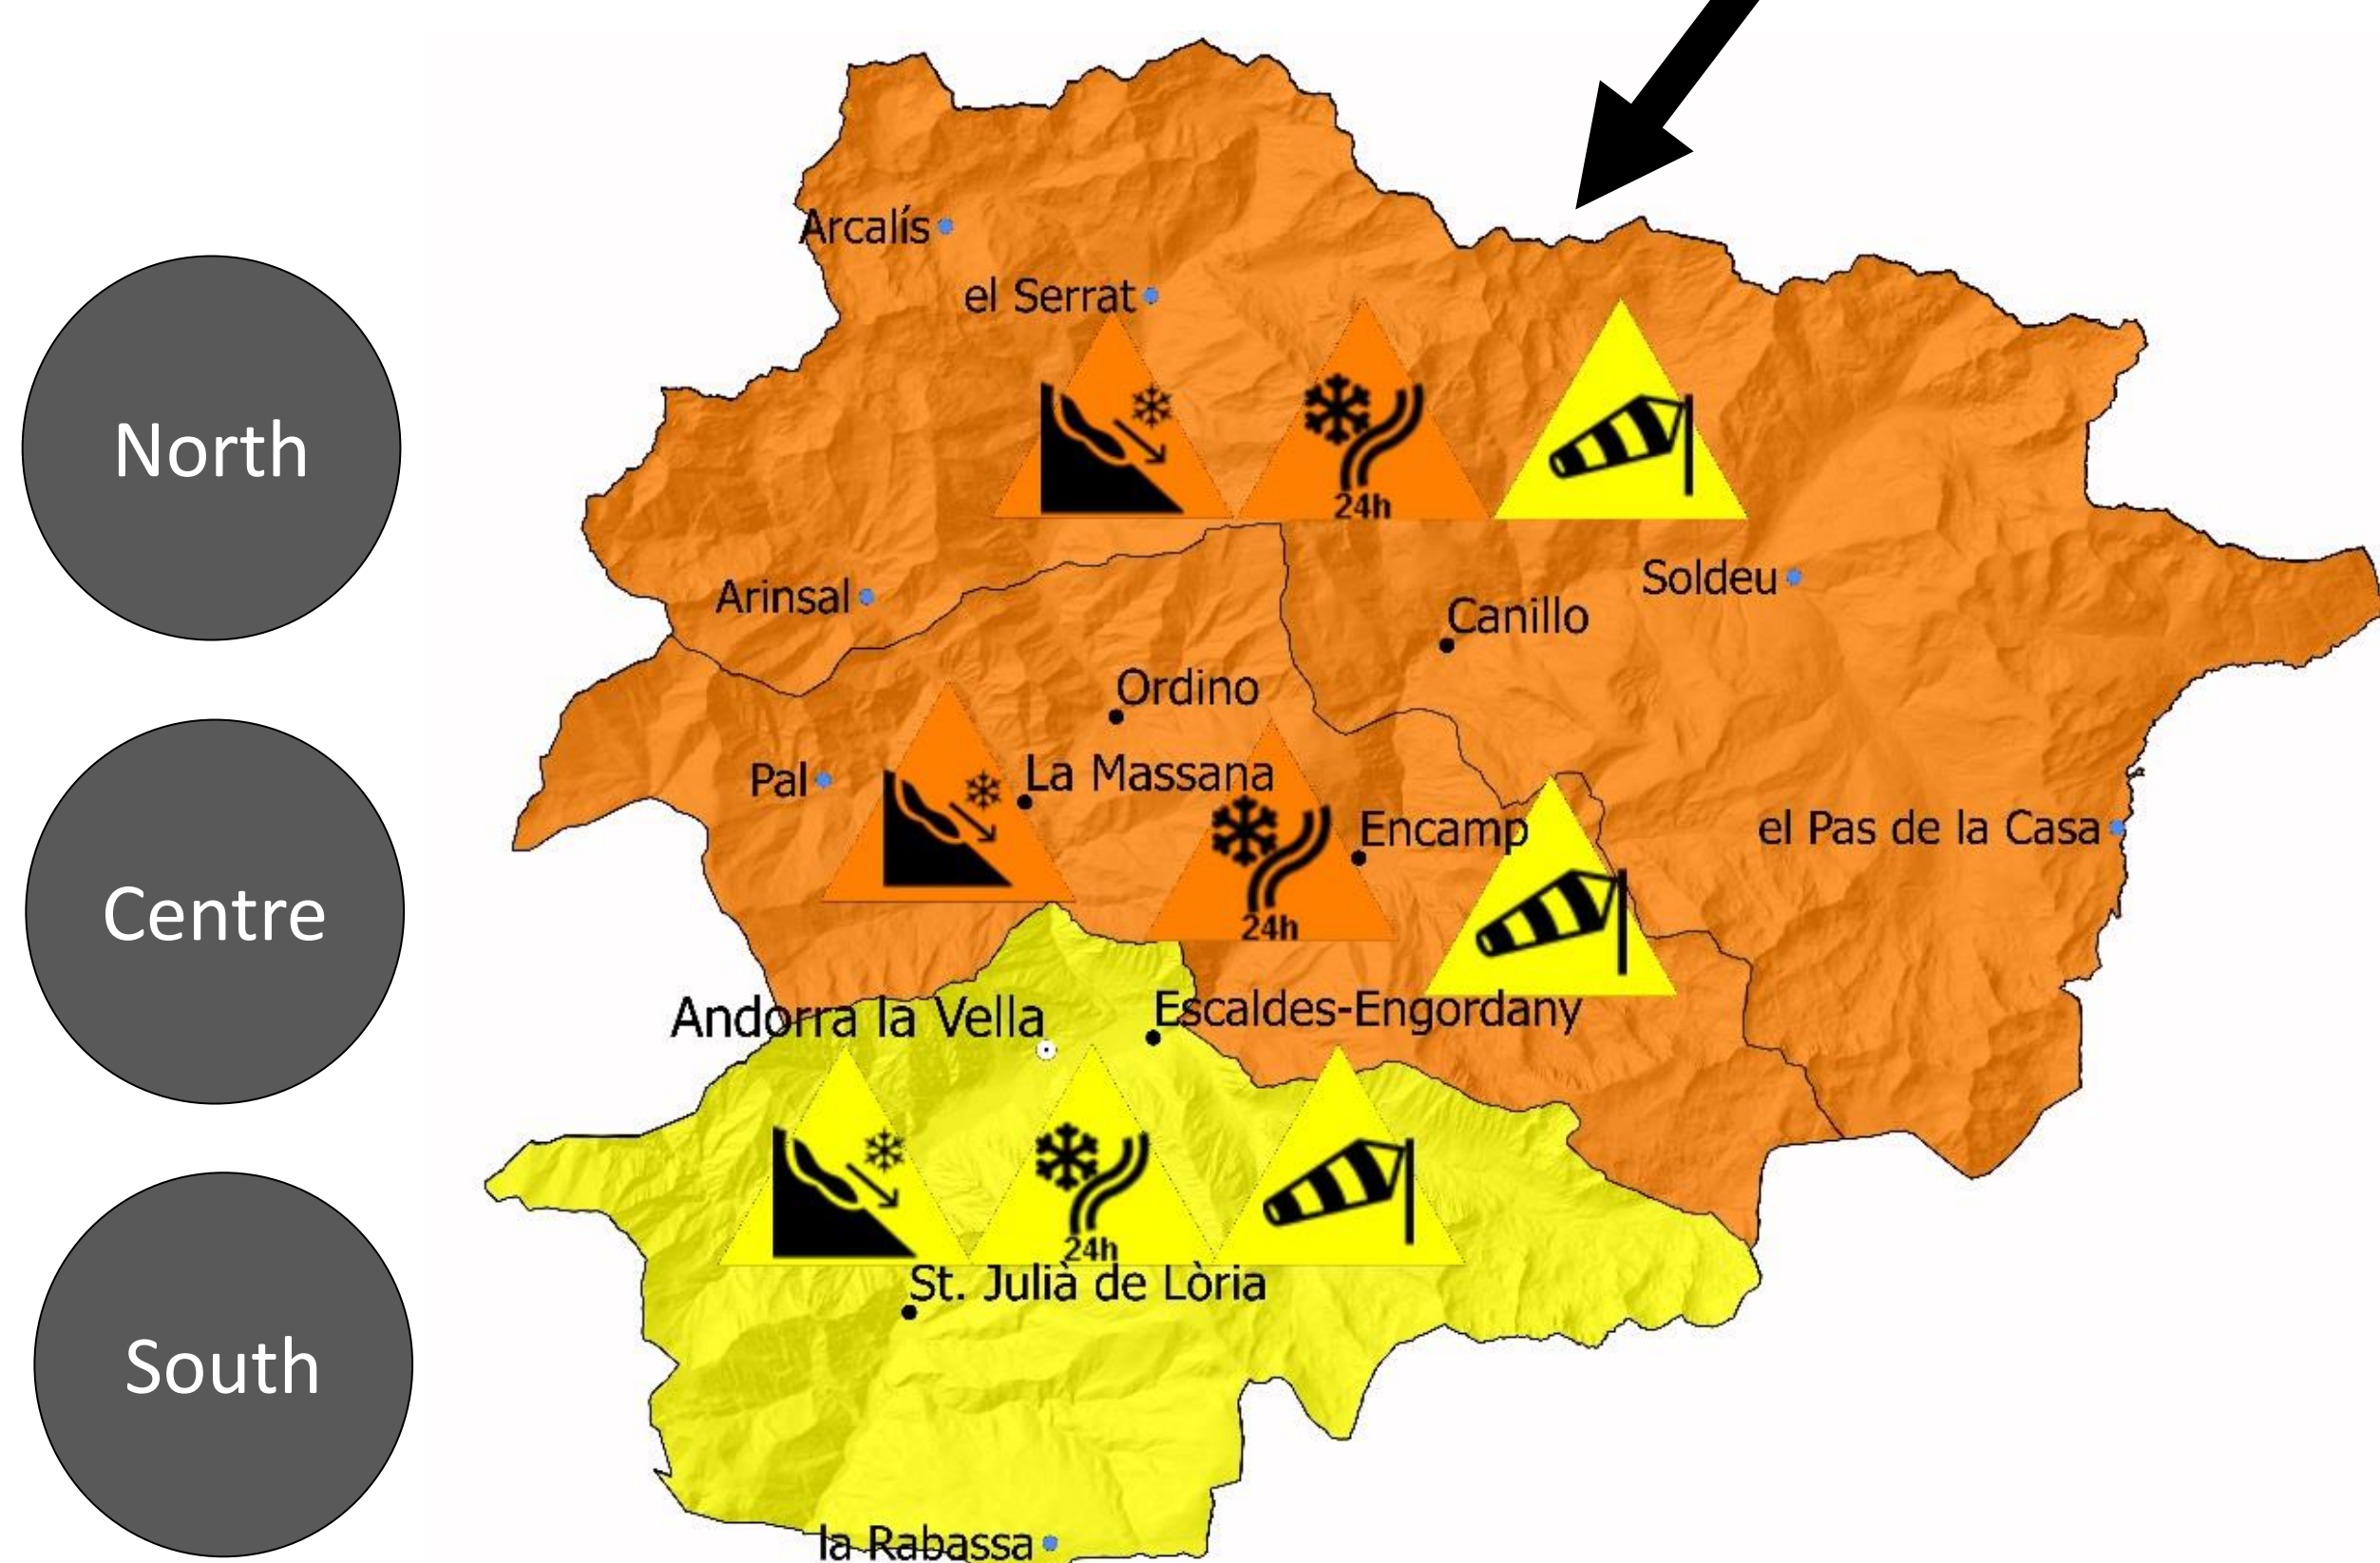 North
Centre
South
Arcalís
el Serrat
24h
Arinsal
Soldeu
Canillo
Ordino
Pal
La Massana
Encamp
el Pas de la Casa
24h
Andorra la Vella
Escaldes-Engordany
24h
St. Julià de Lòria
la Rabassa